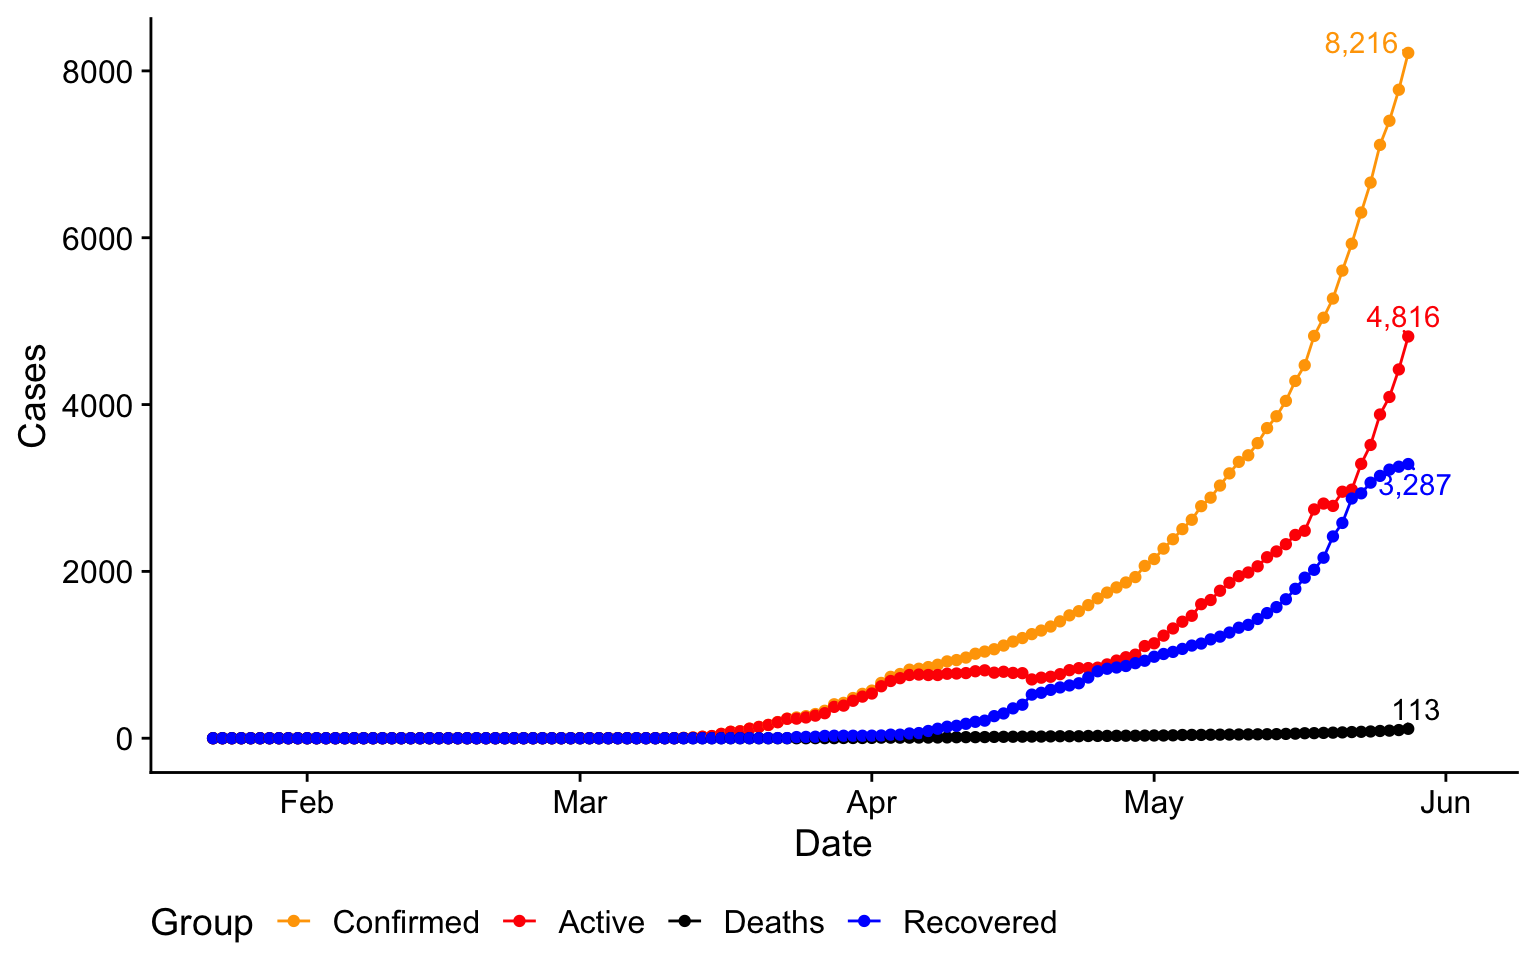 8,216
8000
6000
4,816
4000
3,287
2000
113
0
Cases
Feb Mar Apr May Jun
Date
Group Confirmed Active Deaths Recovered